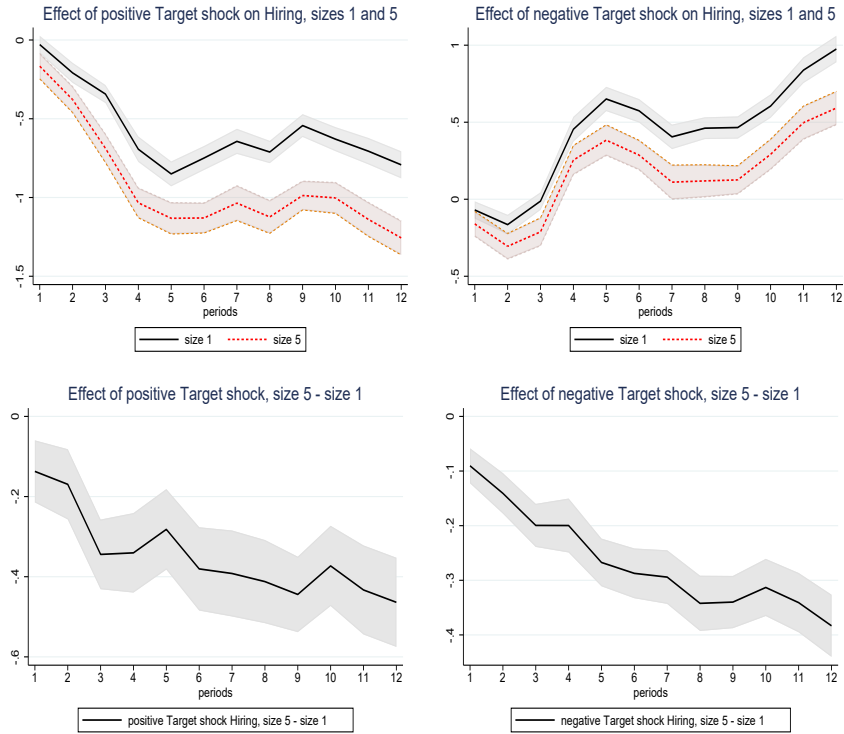 Effect of positive Target shock on Hiring, sizes 1 and 5
0
-.5
-1
-1.5
1 2 3 4 5 6 7 8 9 10 11 12
periods
size 1 size 5
Effect of negative Target shock on Hiring, sizes 1 and 5
1
.5
0
-.5
1 2 3 4 5 6 7 8 9 10 11 12
periods
size 1 size 5
Effect of positive Target shock, size 5 - size 1
0
-.2
-.4
-.6
1 2 3 4 5 6 7 8 9 10 11 12
periods
positive Target shock Hiring, size 5 - size 1
Effect of negative Target shock, size 5 - size 1
0
-.1
-.2
-.3
-.4
1 2 3 4 5 6 7 8 9 10 11 12
periods
negative Target shock Hiring, size 5 - size 1